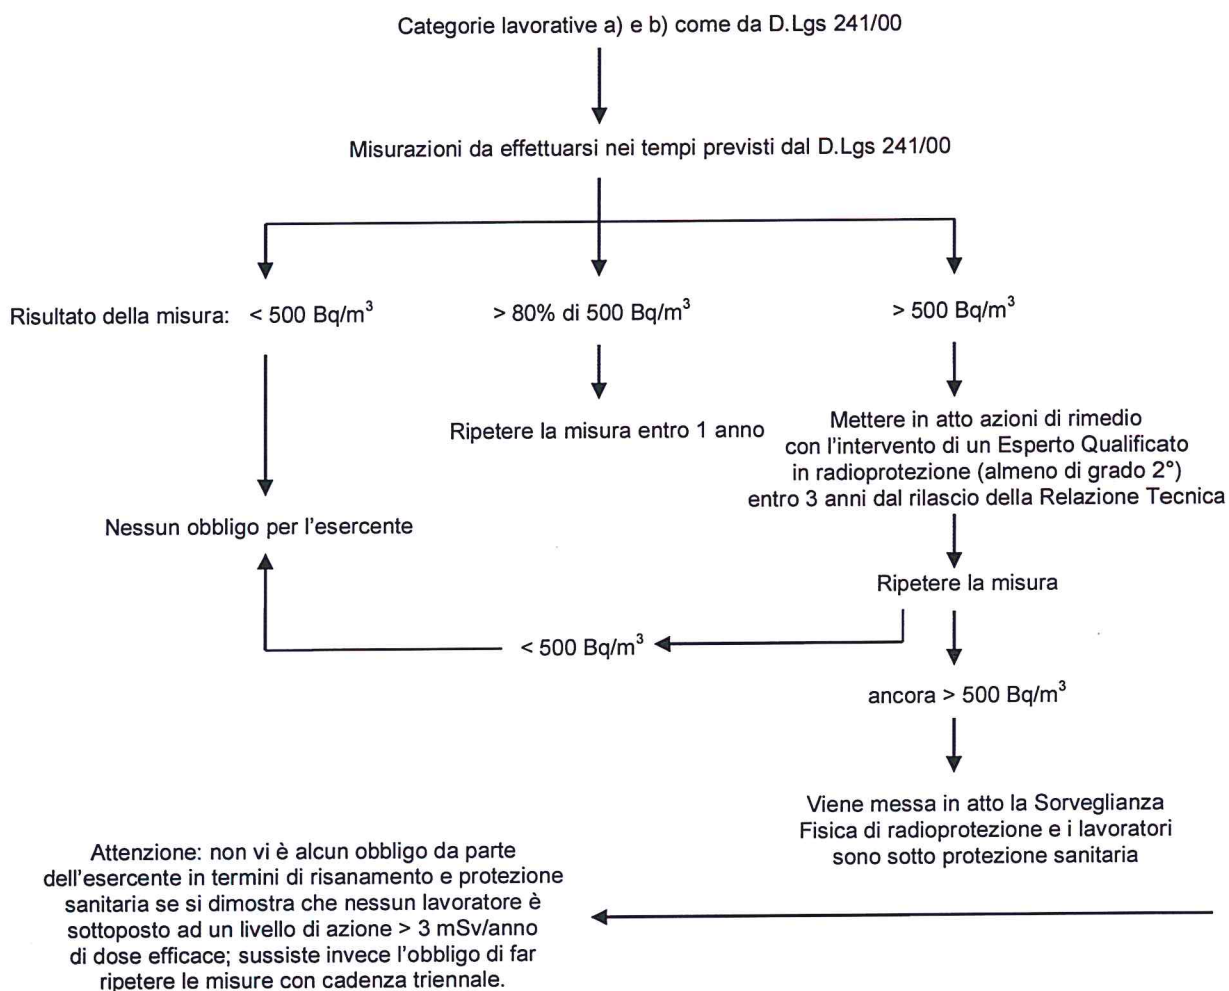 Categorie lavorative a) e b) come da D.Lgs 241/00
Misurazioni da effettuarsi nei tempi previsti dal D.Lgs 241/00
Risultato della misura: < 500 Bq/m³
> 80% di 500 Bq/m³
> 500 Bq/m³
Ripetere la misura entro 1 anno
Mettere in atto azioni di rimedio
con l'intervento di un Esperto Qualificato
in radioprotezione (almeno di grado 2°)
entro 3 anni dal rilascio della Relazione Tecnica
Nessun obbligo per l'esercente
Ripetere la misura
< 500 Bq/m³
ancora > 500 Bq/m³
Viene messa in atto la Sorveglianza
Fisica di radioprotezione e i lavoratori
sono sotto protezione sanitaria
Attenzione: non vi è alcun obbligo da parte
dell'esercente in termini di risanamento e protezione
sanitaria se si dimostra che nessun lavoratore è
sottoposto ad un livello di azione > 3 mSv/anno
di dose efficace; sussiste invece l'obbligo di far
ripetere le misure con cadenza triennale.